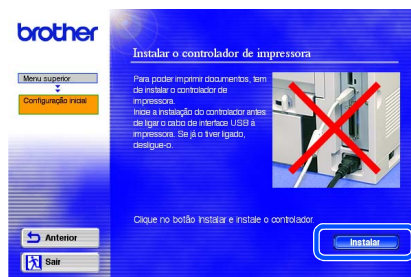 brother
Instalar o controlador de impressora
Menu superior
Configuração inicial
Para poder imprimir documentos, tem
de instalar o controlador de
impressora.
Inicie a instalação do controlador antes
de ligar o cabo de interface USB à
impressora. Se já o tiver ligado,
desligue-o.
Clique no botão Instalar e instale o controlador.
Instalar
Anterior
Sair